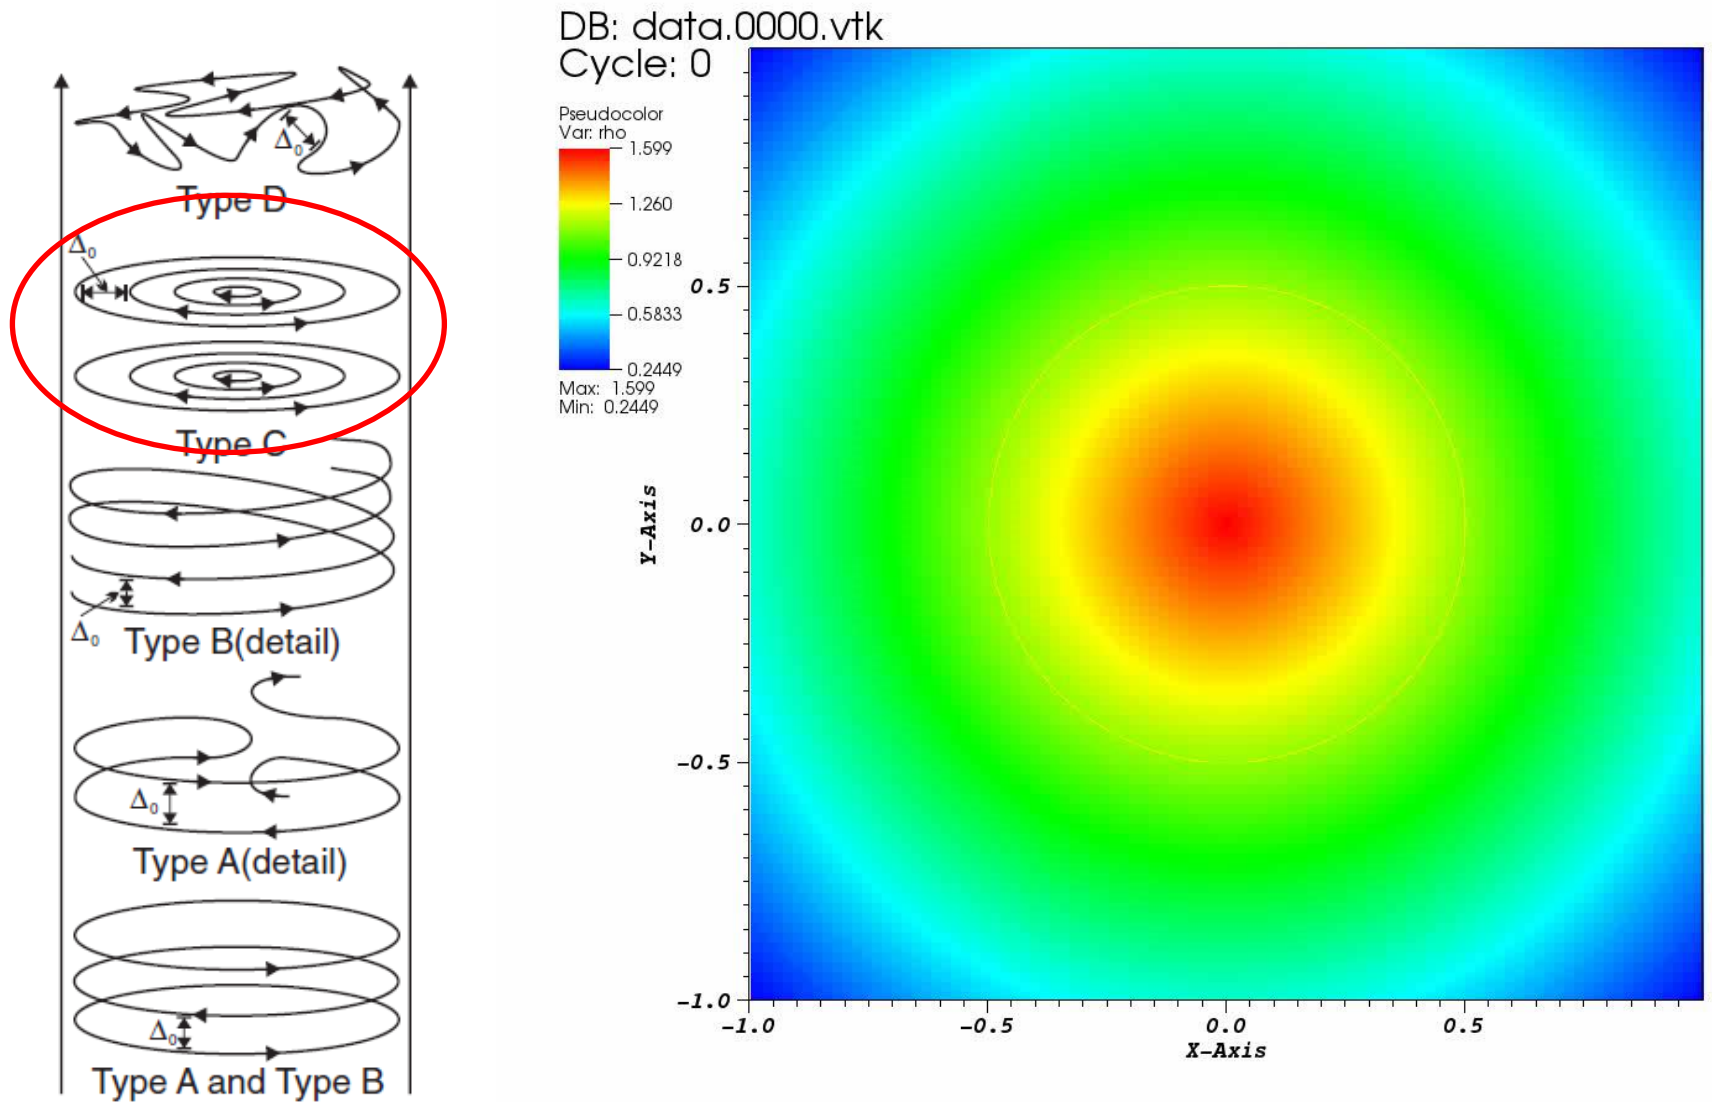 Δ₀
Type D
Δ₀
Type C
Δ₀
Type B(detail)
Δ₀
Type A(detail)
Δ₀
Type A and Type B
DB: data.0000.vtk
Cycle: 0
Pseudocolor
Var: rho
1.599
1.260
0.9218
0.5833
0.2449
Max: 1.599
Min: 0.2449
0.5
0.0
-0.5
-1.0
Y-Axis
-1.0
-0.5
0.0
0.5
X-Axis